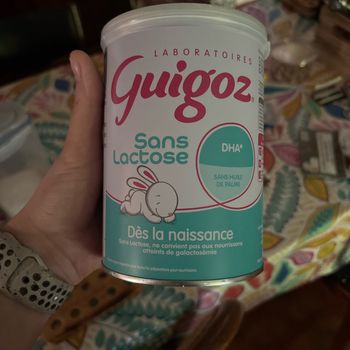 LABORATOIRES
Guigoz
Sans
Lactose
DHA*
SANS HUILE
DE PALME
Dès la naissance
Sans Lactose, ne convient pas aux nourrissons
atteints de galactosémie